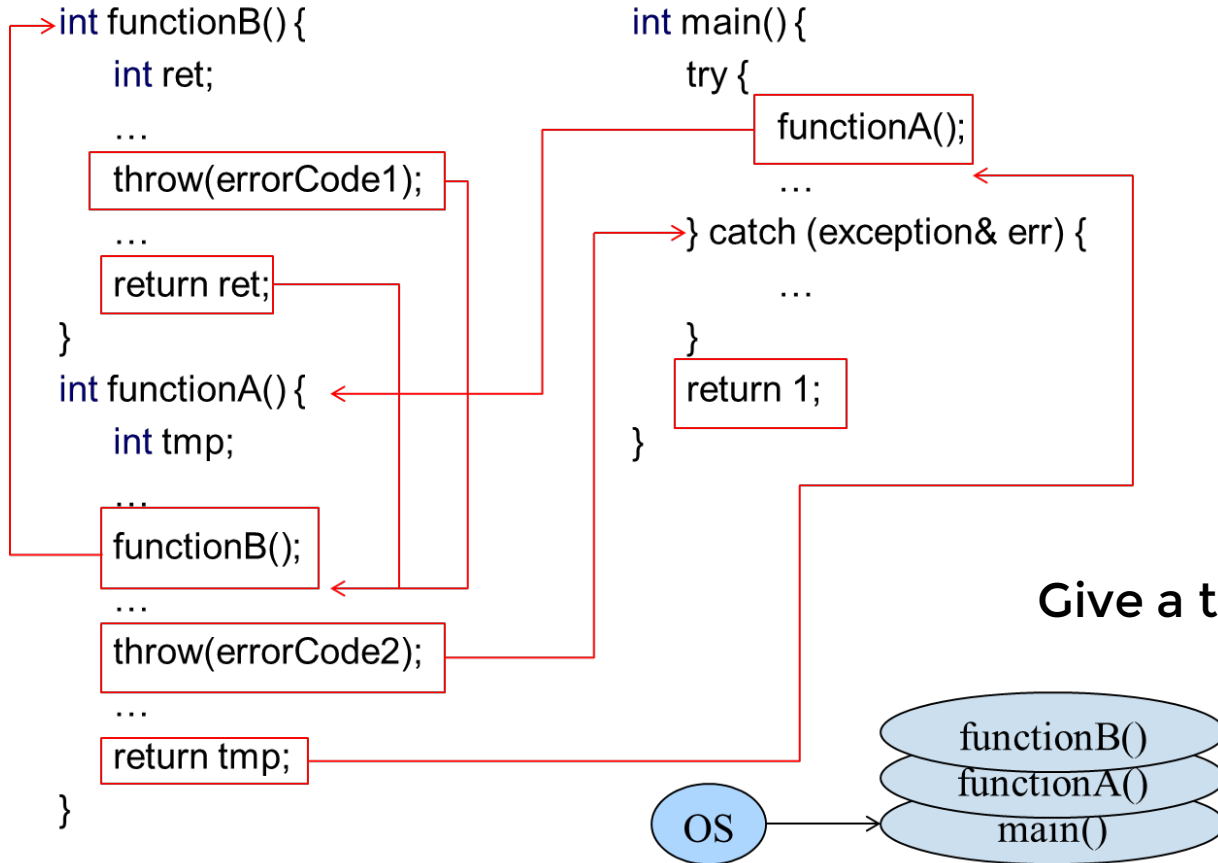 int functionB() {
int ret;
…
throw(errorCode1);
…
return ret;
}
int functionA() {
int tmp;
…
functionB();
…
throw(errorCode2);
…
return tmp;
}
int main() {
try {
functionA();
…
} catch (exception& err) {
…
}
return 1;
}
Give a t
functionB()
functionA()
main()
OS